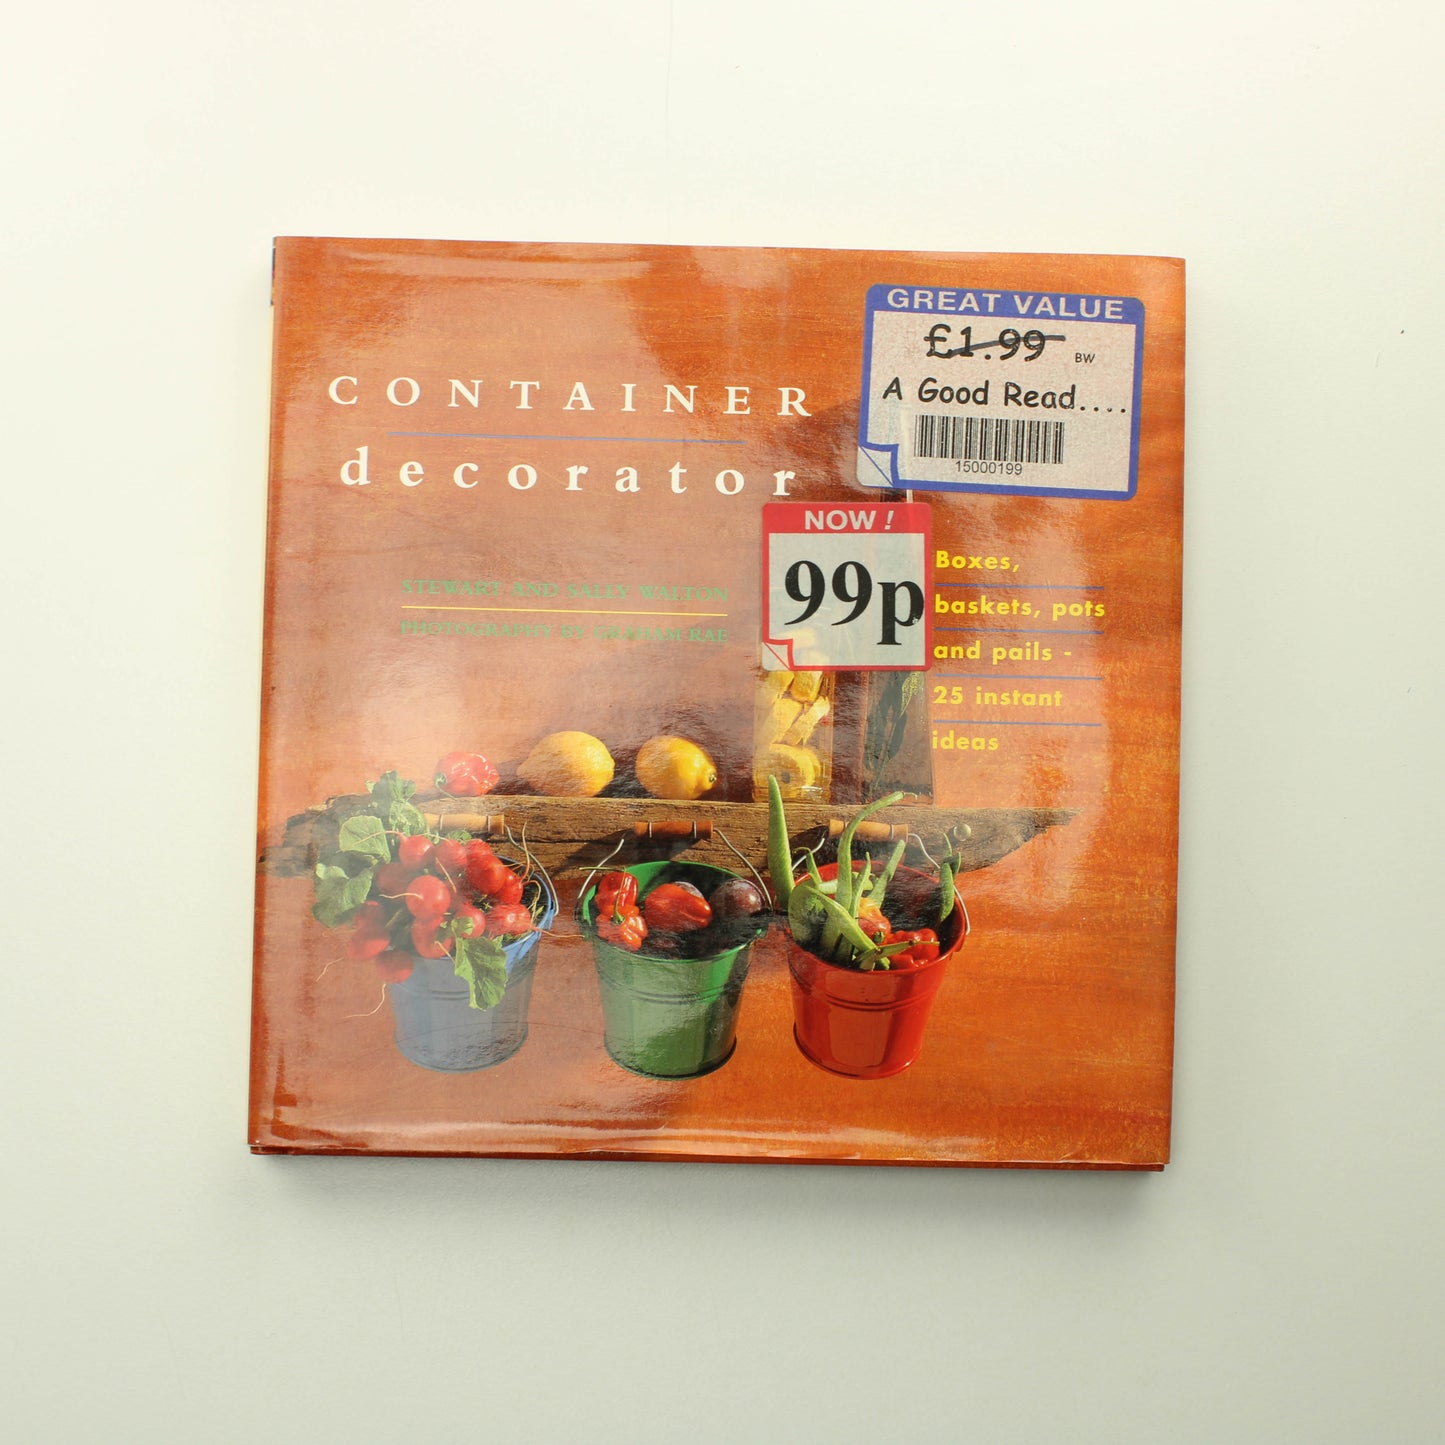 GREAT VALUE
£1.99 BW
A Good Read....
15000199
CONTAINER
decorator
NOW!
99p
STEWART AND SALLY WALTON
PHOTOGRAPHY BY GRAHAM RAE
Boxes,
baskets, pots
and pails -
25 instant
ideas